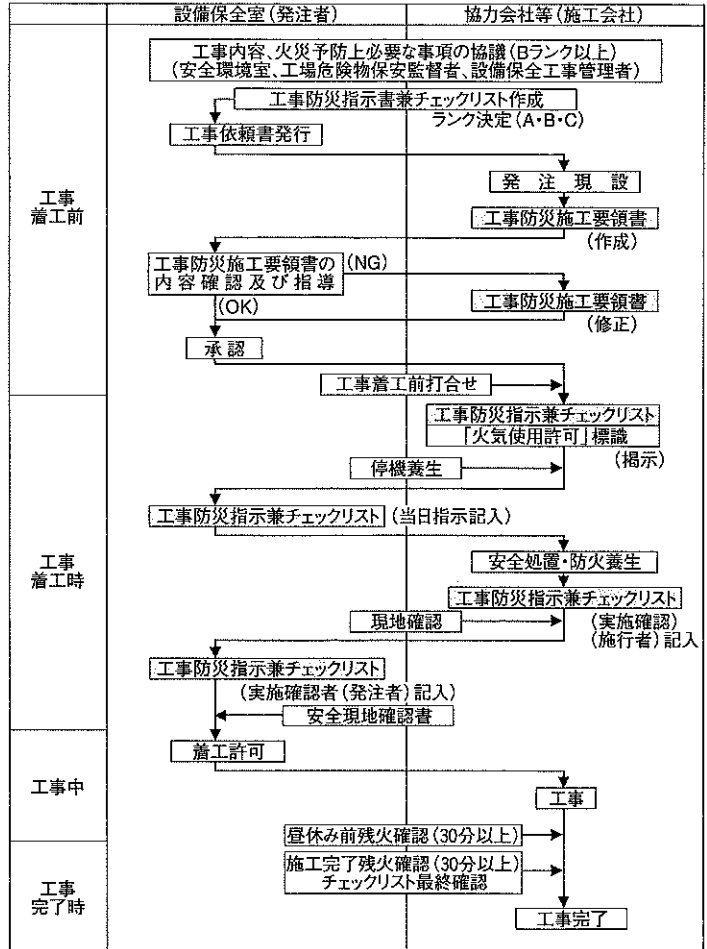 設備保全室(発注者)
協力会社等(施工会社)
工事内容、火災予防上必要な事項の協議(Bランク以上)
(安全環境室、工場危険物保安監督者、設備保全工事管理者)
工事防災指示書兼チェックリスト作成
ランク決定(A・B・C)
工事依頼書発行
工事
着工前
発注現設
工事防災施工要領書
(作成)
工事防災施工要領書の
内容確認及び指導
(NG)
(OK)
工事防災施工要領書
(修正)
承認
工事着工前打合せ
工事防災指示兼チェックリスト
「火気使用許可」標識
(掲示)
停機養生
工事防災指示兼チェックリスト
(当日指示記入)
工事
着工時
安全処置・防火養生
工事防災指示兼チェックリスト
現地確認
(実施確認)
(施行者)記入
工事防災指示兼チェックリスト
(実施確認者(発注者)記入)
安全現地確認書
着工許可
工事中
工事
昼休み前残火確認(30分以上)
施工完了残火確認(30分以上)
チェックリスト最終確認
工事
完了時
工事完了